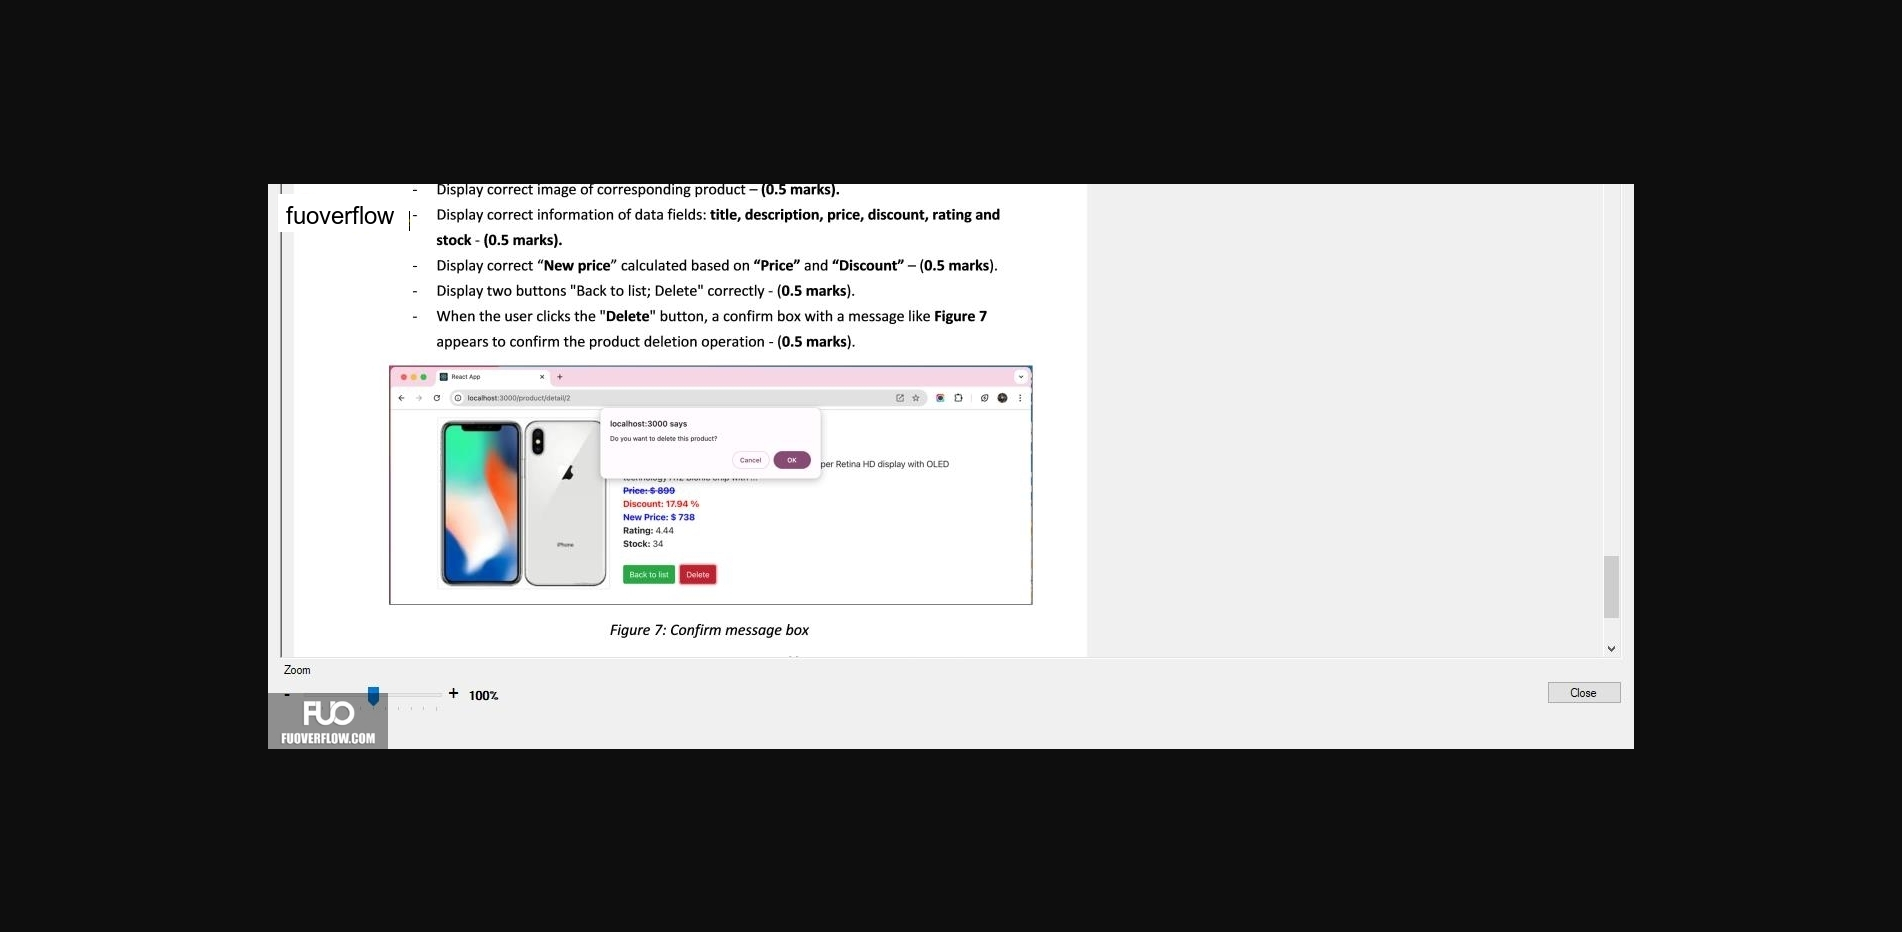 - Display correct image of corresponding product – (0.5 marks).
fuoverflow
- Display correct information of data fields: title, description, price, discount, rating and
stock - (0.5 marks).
- Display correct “New price” calculated based on “Price” and “Discount” – (0.5 marks).
- Display two buttons "Back to list; Delete" correctly - (0.5 marks).
- When the user clicks the "Delete" button, a confirm box with a message like Figure 7
appears to confirm the product deletion operation - (0.5 marks).
React App
localhost:3000/product/detail/2
localhost:3000 says
Do you want to delete this product?
Cancel OK
per Retina HD display with OLED
Price: $ 899
Discount: 17.94 %
New Price: $ 738
Rating: 4.44
Stock: 34
iPhone
Back to list Delete
Figure 7: Confirm message box
Zoom
- + 100%
Close
FUO
FUOVERFLOW.COM